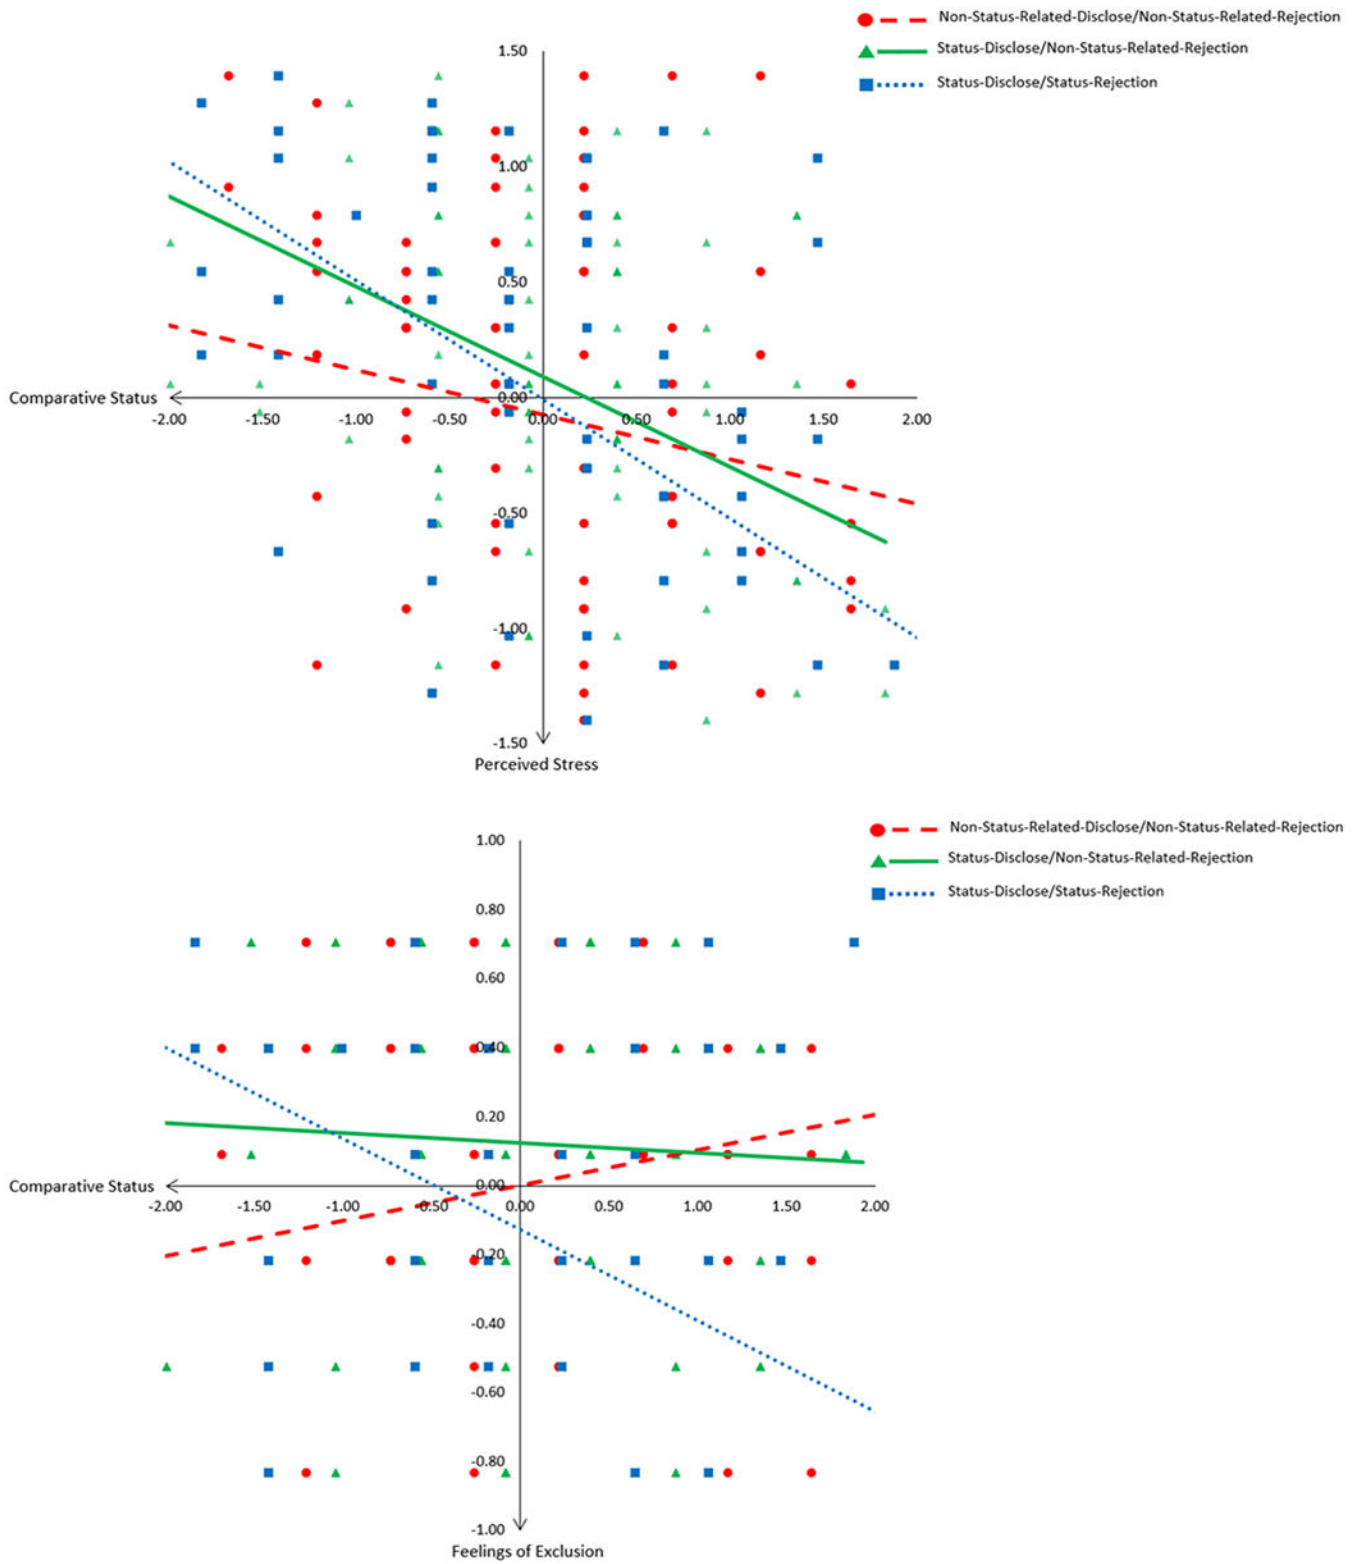 Non-Status-Related-Disclose/Non-Status-Related-Rejection
Status-Disclose/Non-Status-Related-Rejection
Status-Disclose/Status-Rejection
1.50
1.00
0.50
Comparative Status
0.00
-2.00 -1.50 -1.00 -0.50 0.00 0.50 1.00 1.50 2.00
-0.50
-1.00
-1.50
Perceived Stress
Non-Status-Related-Disclose/Non-Status-Related-Rejection
Status-Disclose/Non-Status-Related-Rejection
Status-Disclose/Status-Rejection
1.00
0.80
0.60
0.40
0.20
Comparative Status
0.00
-2.00 -1.50 -1.00 -0.50 0.00 0.50 1.00 1.50 2.00
-0.20
-0.40
-0.60
-0.80
-1.00
Feelings of Exclusion